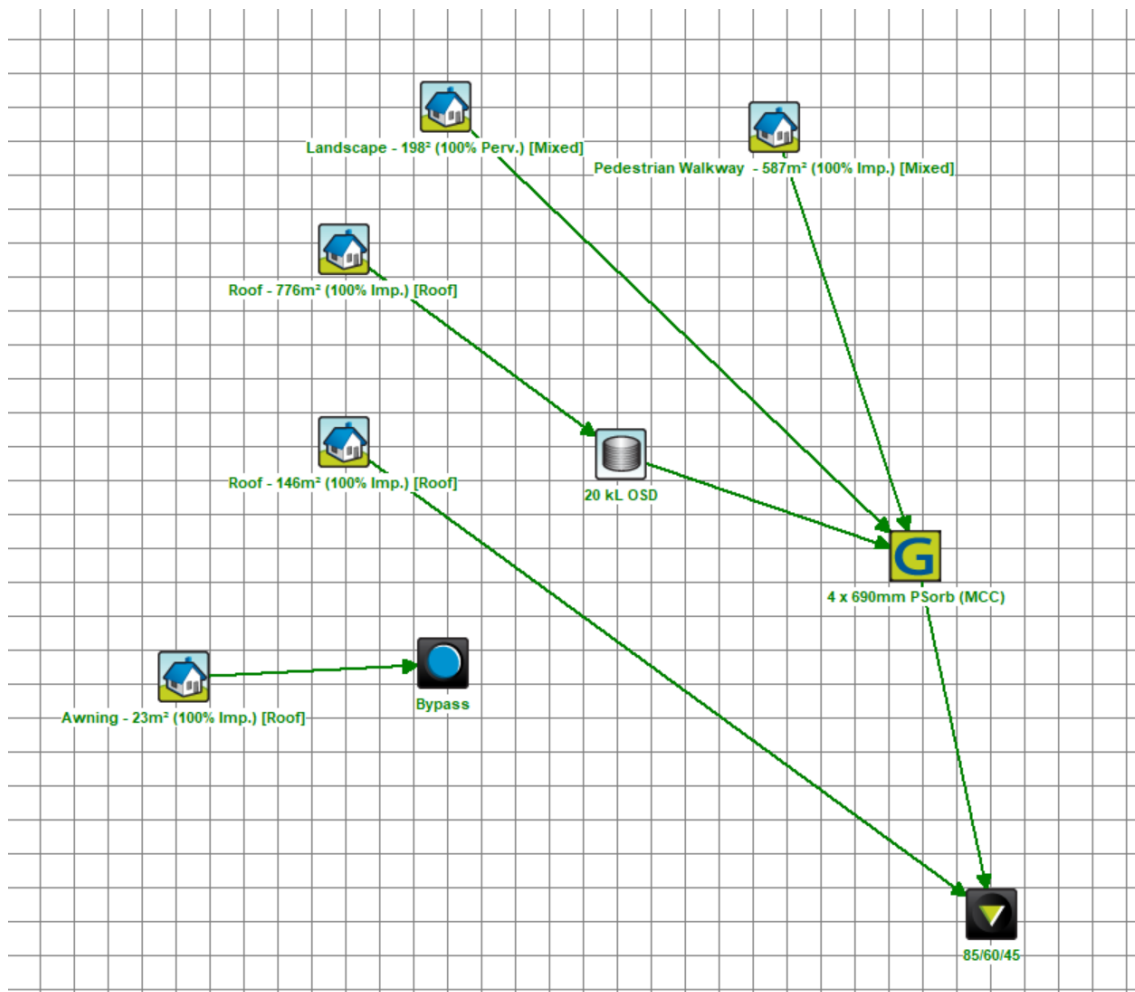 Landscape - 198² (100% Perv.) [Mixed]
Pedestrian Walkway - 587m² (100% Imp.) [Mixed]
Roof - 776m² (100% Imp.) [Roof]
Roof - 146m² (100% Imp.) [Roof]
20 kL OSD
G
4 x 690mm PSorb (MCC)
Bypass
Awning - 23m² (100% Imp.) [Roof]
85/60/45